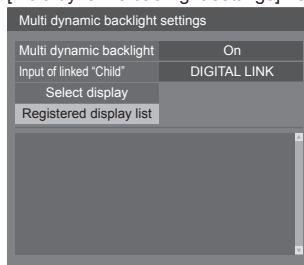 Multi dynamic backlight settings
Multi dynamic backlight On
Input of linked “Child” DIGITAL LINK
Select display
Registered display list